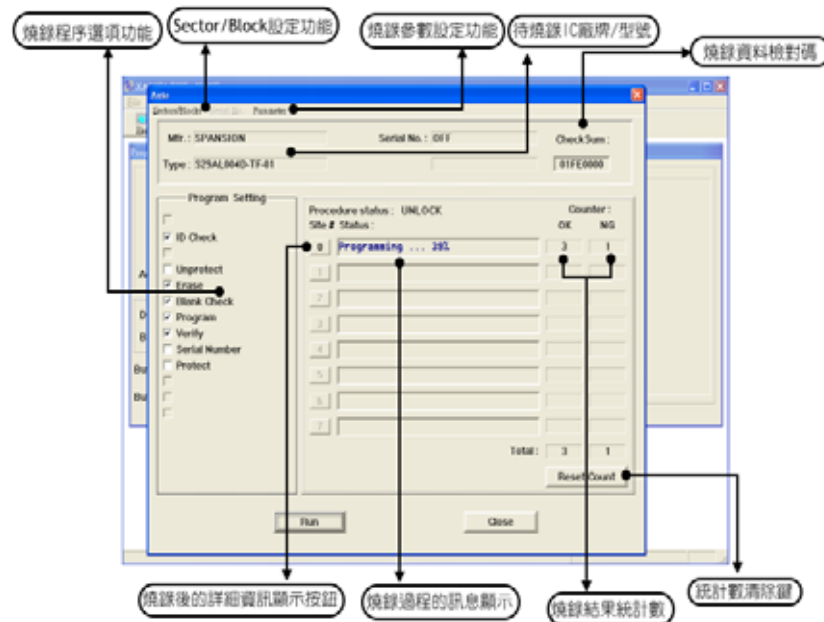 燒錄程序選項功能
Sector/Block設定功能
燒錄參數設定功能
待燒錄IC廠牌/型號
燒錄資料檢對碼
Auto
Sector/Block
Parameter
Mfr. : SPANSION
Serial No. : OFF
CheckSum :
Type : S29AL004D-TF-01
01FE0000
Program Setting
ID Check
Unprotect
Erase
Blank Check
Program
Verify
Serial Number
Protect
Procedure status : UNLOCK
Counter :
Site # Status :
OK
NG
0
Programming ... 39%
3
1
1
2
3
4
5
6
7
Total :
3
1
Reset Count
Run
Close
燒錄後的詳細資訊顯示按鈕
燒錄過程的訊息顯示
燒錄結果統計數
統計數清除鍵